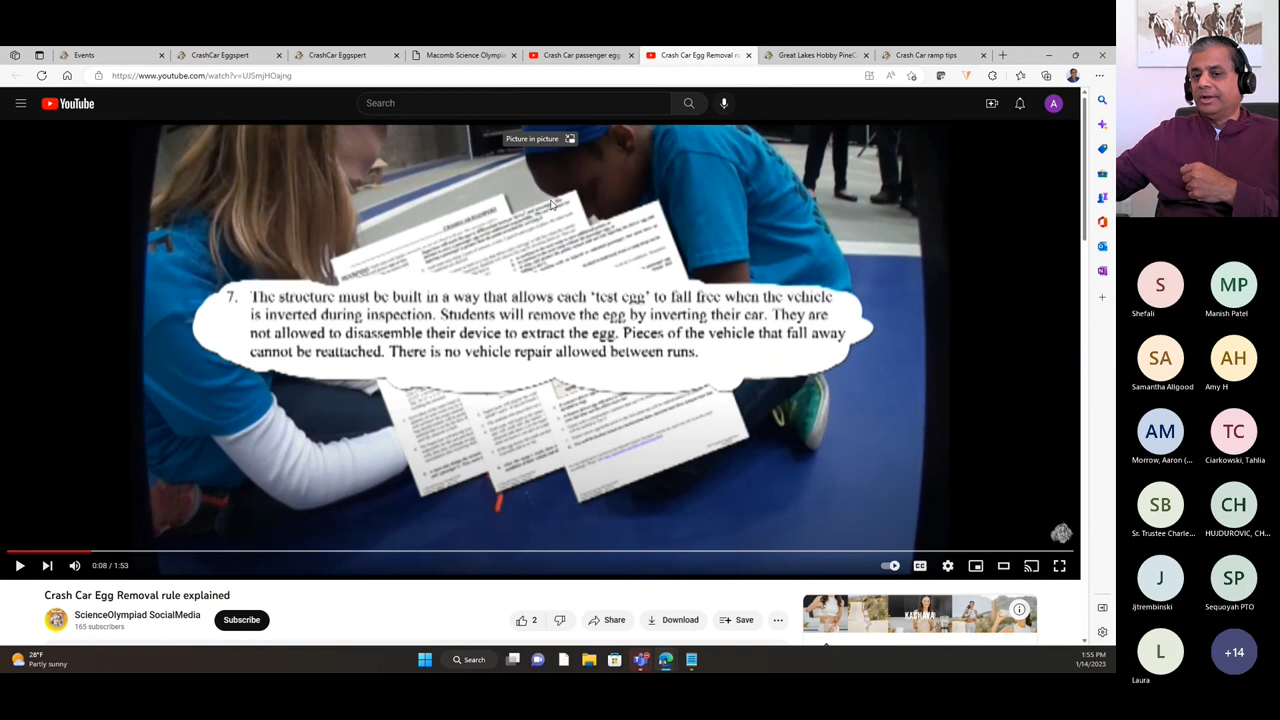 Events
CrashCar Eggspert
CrashCar Eggspert
Macomb Science Olympi
Crash Car passenger egg
Crash Car Egg Removal r
Great Lakes Hobby PineC
Crash Car ramp tips
https://www.youtube.com/watch?v=UJSmjHOajng
YouTube
Search
A
Picture in picture
7. The structure must be built in a way that allows each ‘test egg’ to fall free when the vehicle
is inverted during inspection. Students will remove the egg by inverting their car. They are
not allowed to disassemble their device to extract the egg. Pieces of the vehicle that fall away
cannot be reattached. There is no vehicle repair allowed between runs.
0:08 / 1:53
CC
Crash Car Egg Removal rule explained
ScienceOlympiad SocialMedia
165 subscribers
Subscribe
2
Share
Download
Save
KACHAVA
28°F
Partly sunny
Search
1:55 PM
1/14/2023
S
Shefali
MP
Manish Patel
SA
Samantha Allgood
AH
Amy H
AM
Morrow, Aaron (...
TC
Ciarkowski, Tahlia
SB
Sr. Trustee Charle...
CH
HUJDUROVIC, CH...
J
Jjtrembinski
SP
Sequoyah PTO
L
Laura
+14